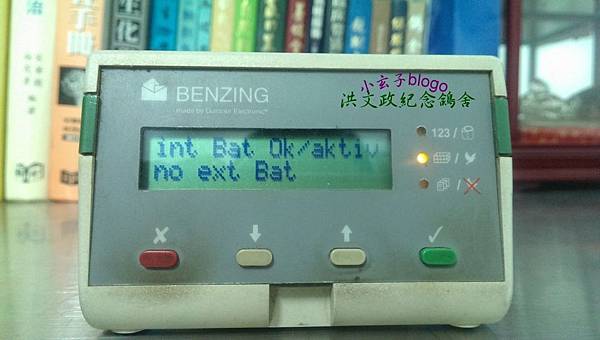 小玄子blogo
洪文政紀念鴿舍
BENZING
made by Gantner Electronic
int Bat Ok/aktiv
no ext Bat
123 /